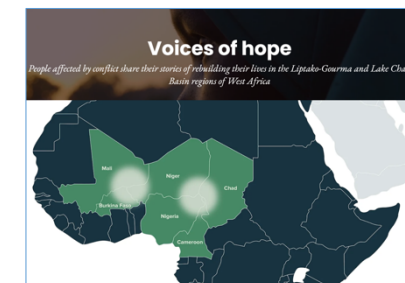 Voices of hope
People affected by conflict share their stories of rebuilding their lives in the Liptako-Gourma and Lake Cha
Basin regions of West Africa
Mali
Niger
Chad
Burkina Faso
Nigeria
Cameroon